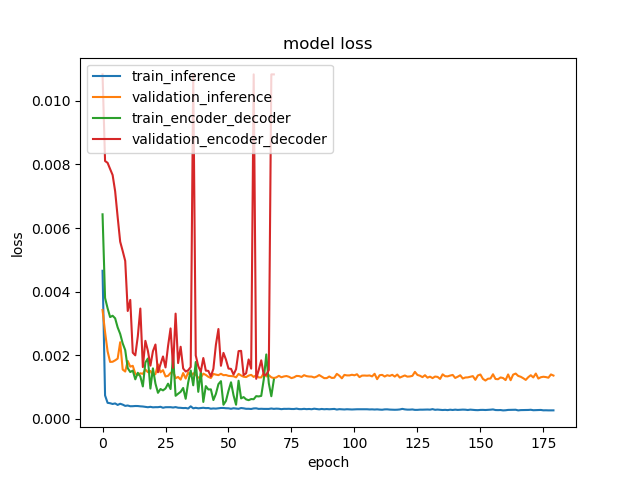 model loss
train_inference
validation_inference
train_encoder_decoder
validation_encoder_decoder
0.010
0.008
0.006
0.004
0.002
0.000
loss
0 25 50 75 100 125 150 175
epoch